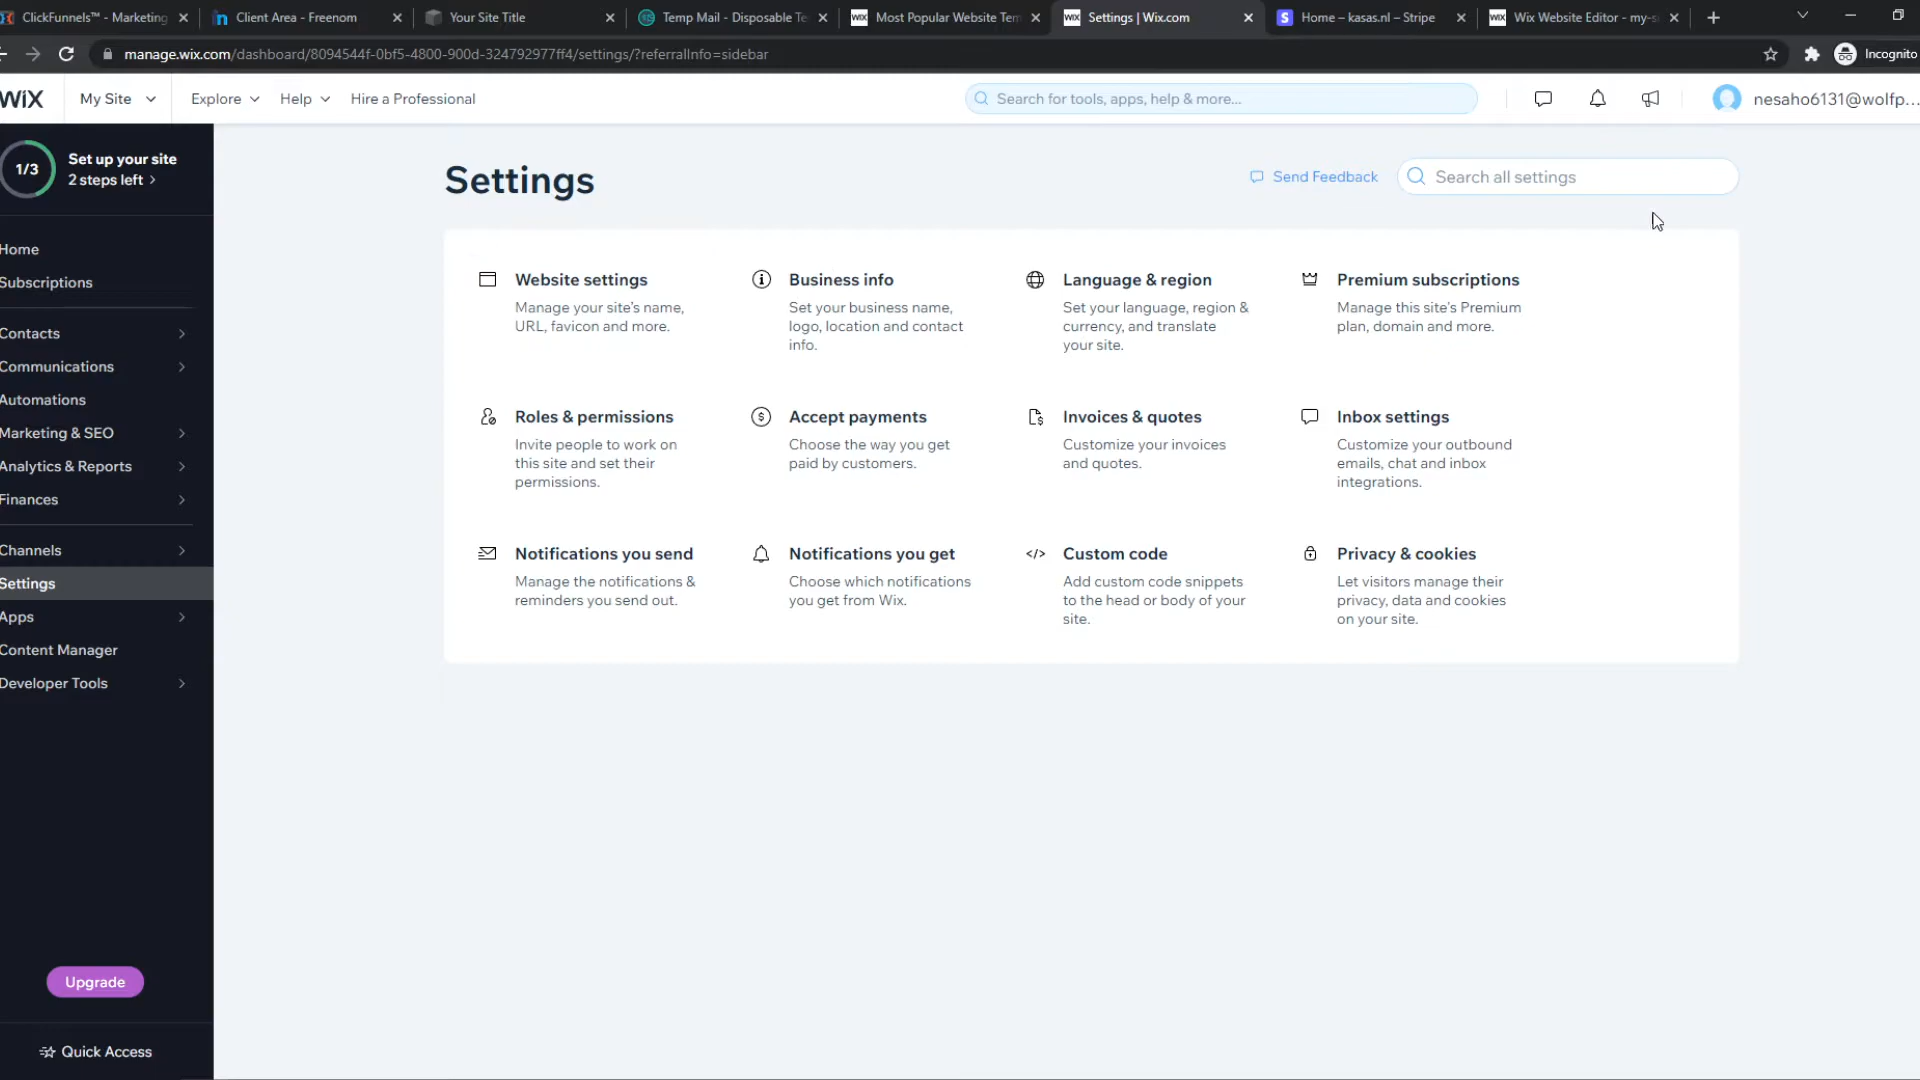 ClickFunnels™ - Marketing
Client Area - Freenom
Your Site Title
Temp Mail - Disposable Te
WIX Most Popular Website Tem
WIX Settings | Wix.com
S Home – kasas.nl – Stripe
WIX Wix Website Editor - my-s
manage.wix.com/dashboard/8094544f-0bf5-4800-900d-324792977ff4/settings/?referralInfo=sidebar
Incognito
WIX
My Site
Explore
Help
Hire a Professional
Search for tools, apps, help & more...
nesaho6131@wolfp...
1/3
Set up your site
2 steps left >
Home
Subscriptions
Contacts
Communications
Automations
Marketing & SEO
Analytics & Reports
Finances
Channels
Settings
Apps
Content Manager
Developer Tools
Upgrade
Quick Access
Settings
Send Feedback
Search all settings
Website settings
Manage your site's name,
URL, favicon and more.
Business info
Set your business name,
logo, location and contact
info.
Language & region
Set your language, region &
currency, and translate
your site.
Premium subscriptions
Manage this site's Premium
plan, domain and more.
Roles & permissions
Invite people to work on
this site and set their
permissions.
Accept payments
Choose the way you get
paid by customers.
Invoices & quotes
Customize your invoices
and quotes.
Inbox settings
Customize your outbound
emails, chat and inbox
integrations.
Notifications you send
Manage the notifications &
reminders you send out.
Notifications you get
Choose which notifications
you get from Wix.
Custom code
Add custom code snippets
to the head or body of your
site.
Privacy & cookies
Let visitors manage their
privacy, data and cookies
on your site.